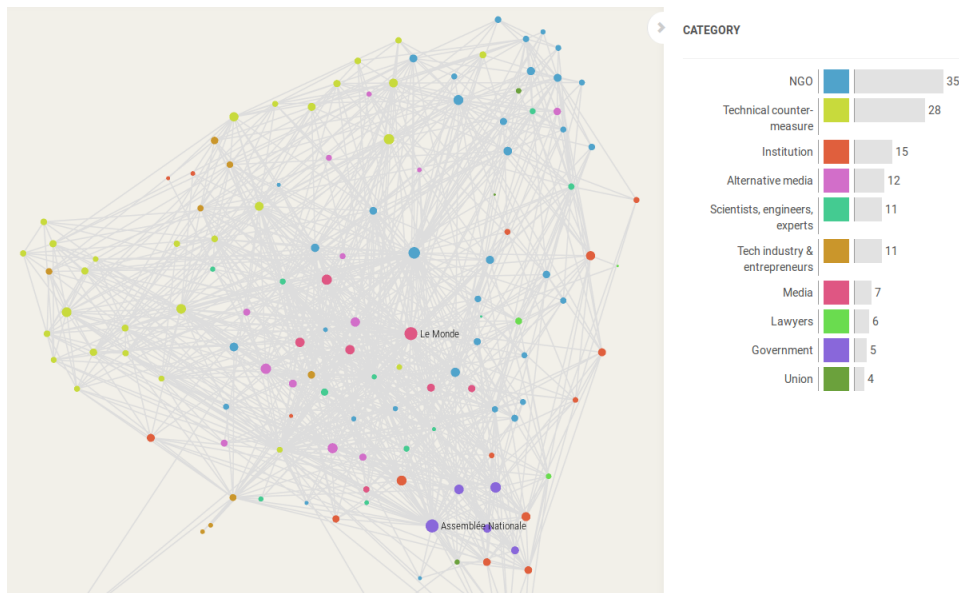 CATEGORY
NGO 35
Technical counter-
measure 28
Institution 15
Alternative media 12
Scientists, engineers,
experts 11
Tech industry &
entrepreneurs 11
Media 7
Lawyers 6
Government 5
Union 4
Le Monde
Assemblée Nationale